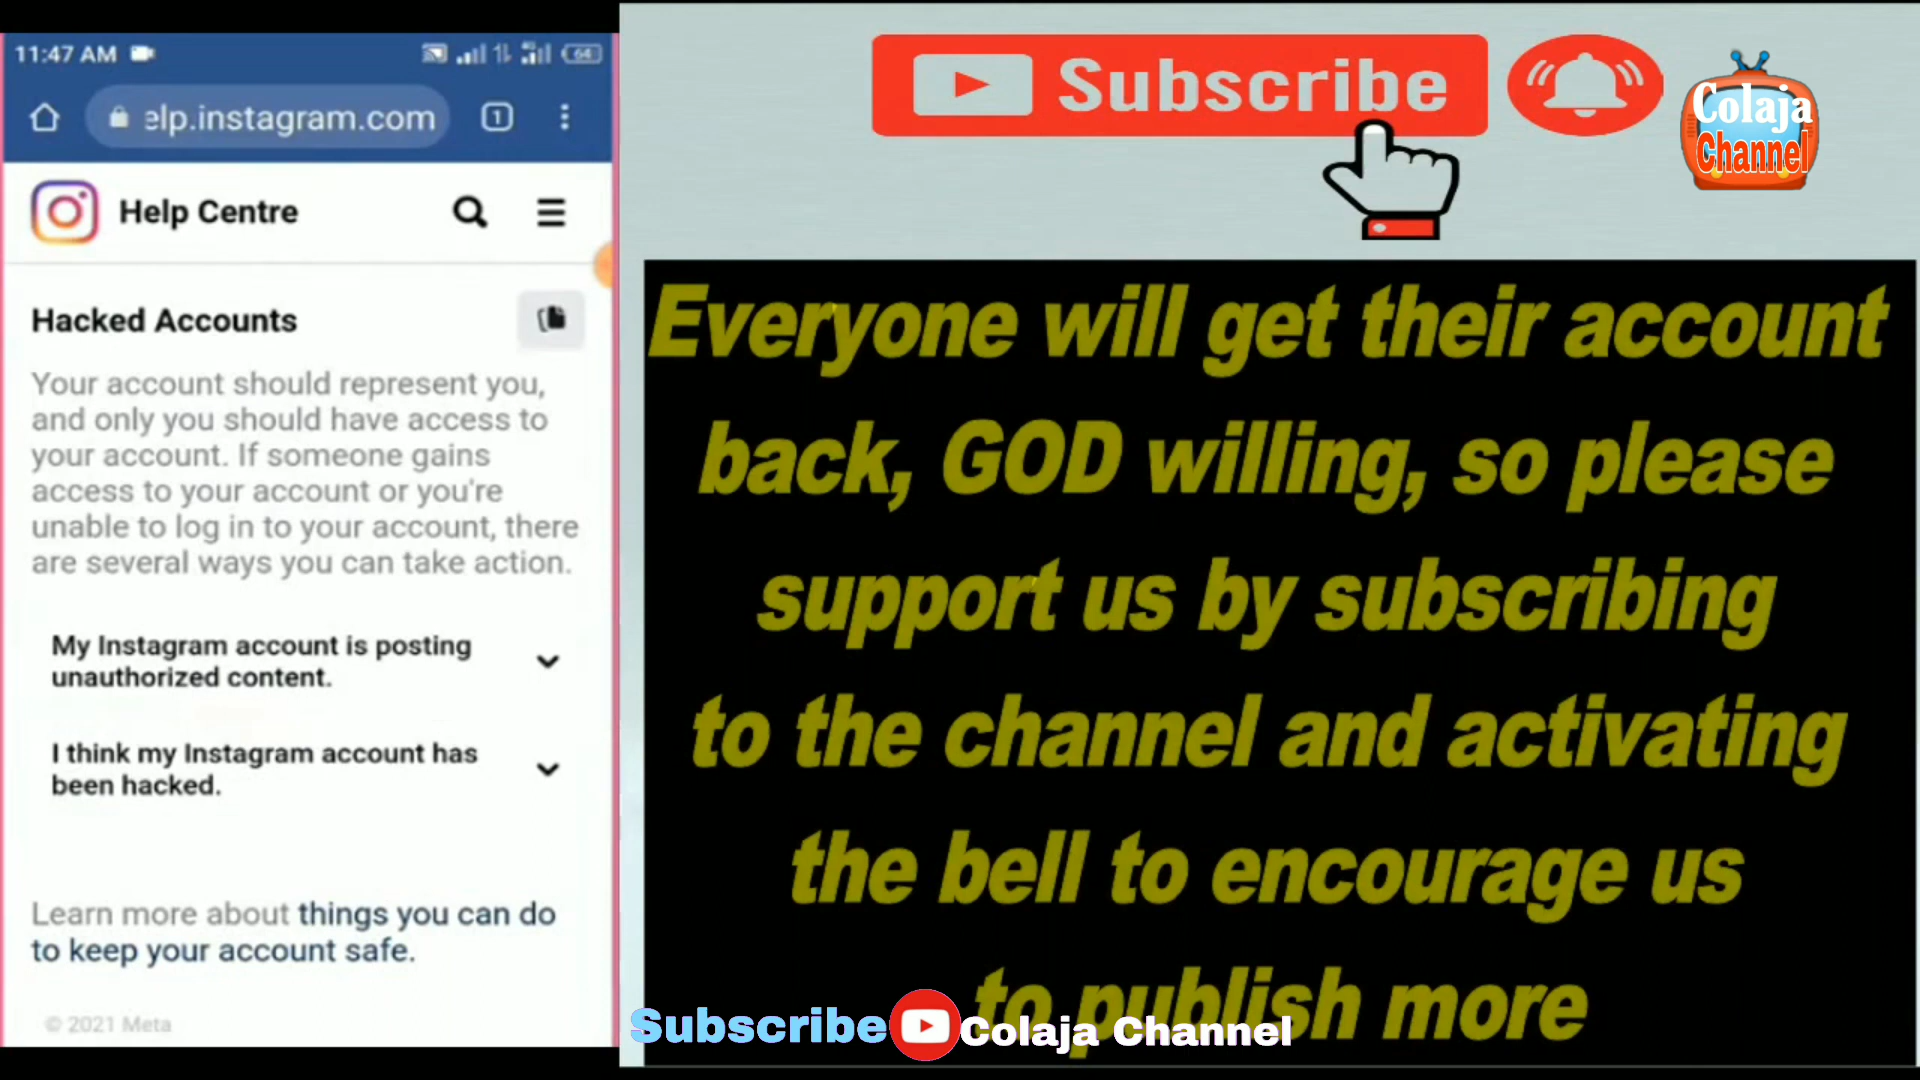 11:47 AM
64
elp.instagram.com
1
Help Centre
Hacked Accounts
Your account should represent you,
and only you should have access to
your account. If someone gains
access to your account or you're
unable to log in to your account, there
are several ways you can take action.
My Instagram account is posting
unauthorized content.
I think my Instagram account has
been hacked.
Learn more about things you can do
to keep your account safe.
© 2021 Meta
Subscribe
Colaja
Channel
Everyone will get their account
back, GOD willing, so please
support us by subscribing
to the channel and activating
the bell to encourage us
to publish more
Subscribe Colaja Channel